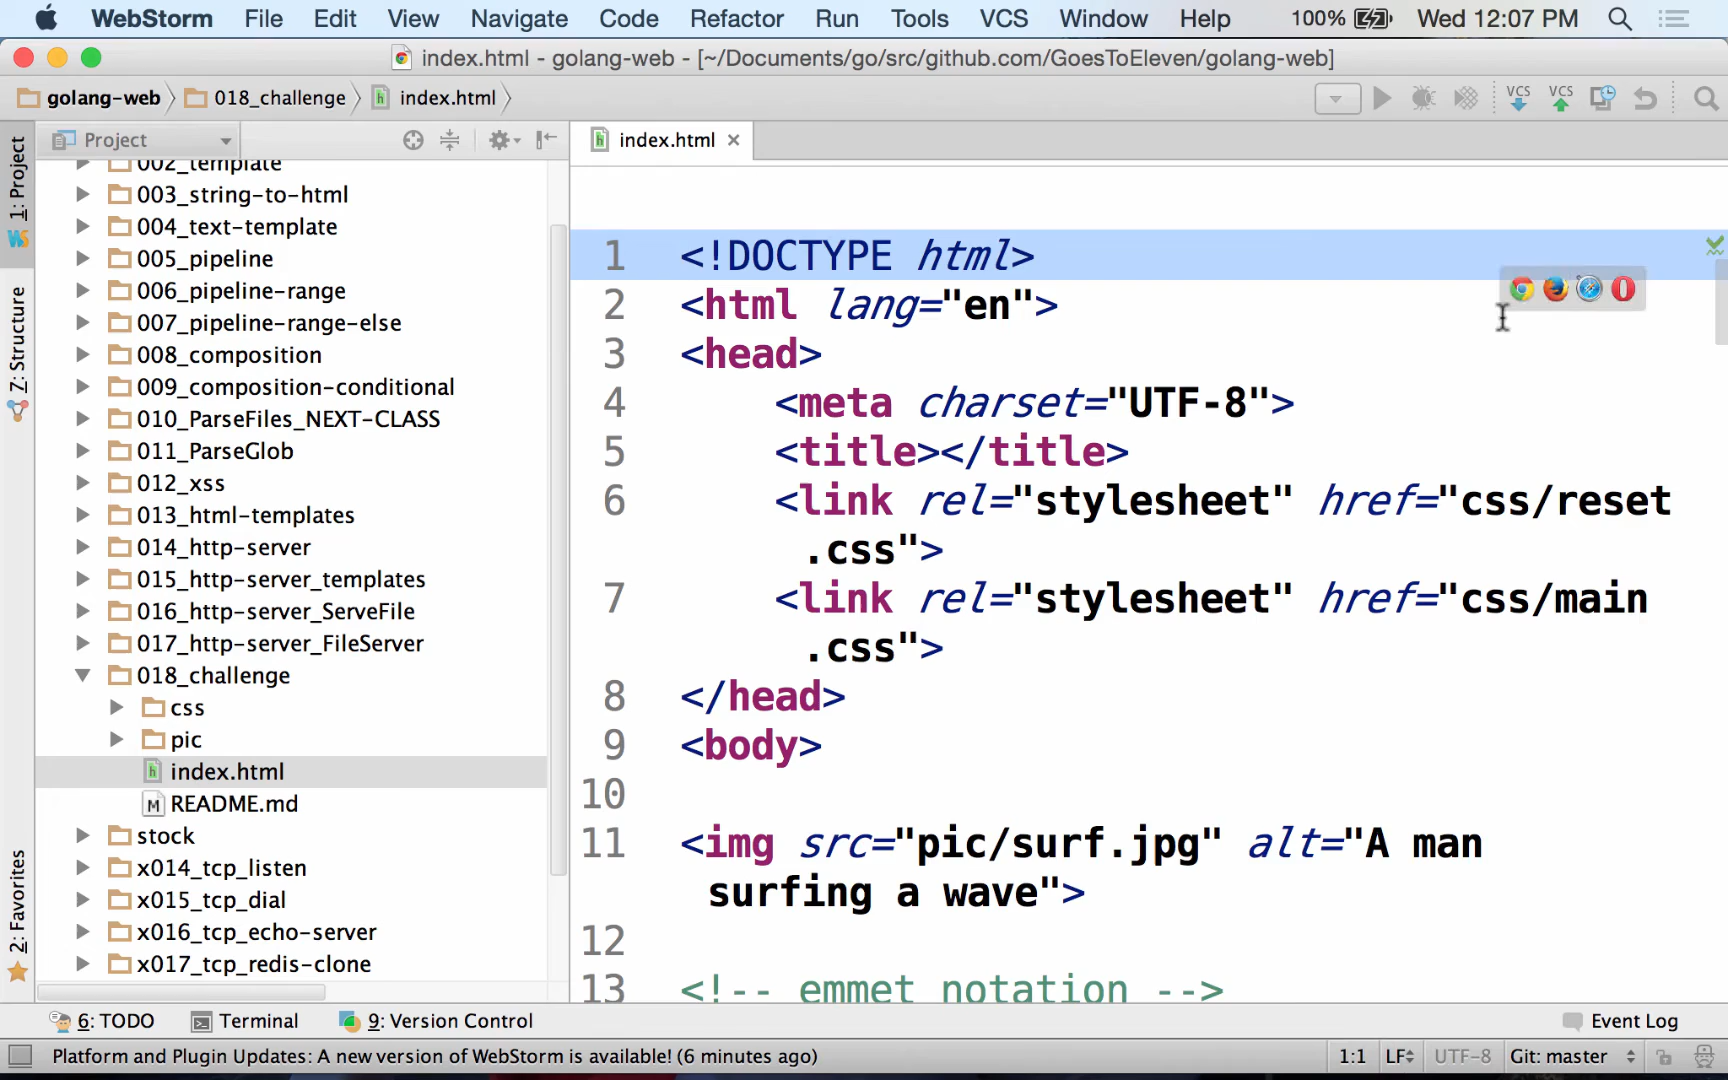 WebStorm File Edit View Navigate Code Refactor Run Tools VCS Window Help 100% Wed 12:07 PM
index.html - golang-web - [~/Documents/go/src/github.com/GoesToEleven/golang-web]
golang-web 018_challenge index.html VCS VCS
1: Project
Project
index.html
002_template
003_string-to-html
004_text-template
005_pipeline
006_pipeline-range
007_pipeline-range-else
008_composition
009_composition-conditional
010_ParseFiles_NEXT-CLASS
011_ParseGlob
012_xss
013_html-templates
014_http-server
015_http-server_templates
016_http-server_ServeFile
017_http-server_FileServer
018_challenge
css
pic
index.html
README.md
stock
x014_tcp_listen
x015_tcp_dial
x016_tcp_echo-server
x017_tcp_redis-clone
7: Structure
2: Favorites
1 <!DOCTYPE html>
2 <html lang="en">
3 <head>
4 <meta charset="UTF-8">
5 <title></title>
6 <link rel="stylesheet" href="css/reset
.css">
7 <link rel="stylesheet" href="css/main
.css">
8 </head>
9 <body>
10
11 <img src="pic/surf.jpg" alt="A man
surfing a wave">
12
13 <!-- emmet notation -->
6: TODO Terminal 9: Version Control Event Log
Platform and Plugin Updates: A new version of WebStorm is available! (6 minutes ago) 1:1 LF UTF-8 Git: master